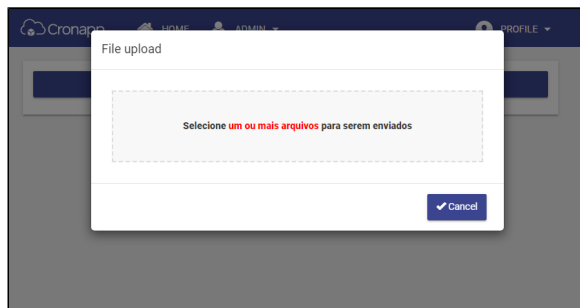 Cronapp HOME ADMIN PROFILE
File upload
Selecione um ou mais arquivos para serem enviados
Cancel